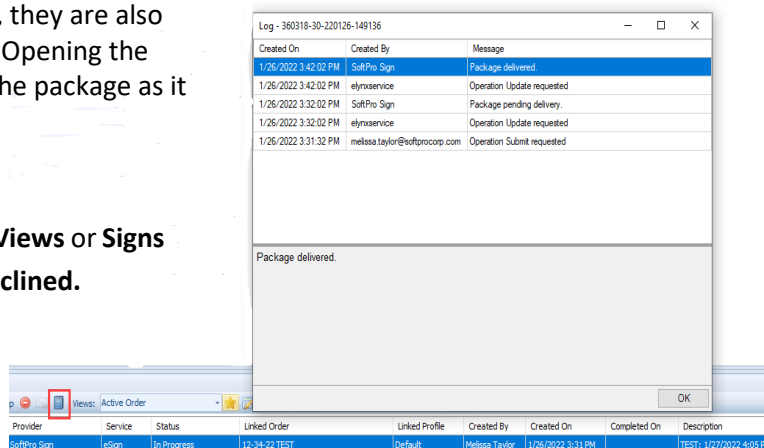 , they are also
Opening the
he package as it
Views or Signs
clined.
Log - 360318-30-220126-149136
Created On Created By Message
1/26/2022 3:42:02 PM SoftPro Sign Package delivered.
1/26/2022 3:42:02 PM elynxservice Operation Update requested
1/26/2022 3:32:02 PM SoftPro Sign Package pending delivery.
1/26/2022 3:32:02 PM elynxservice Operation Update requested
1/26/2022 3:31:32 PM melissa.taylor@softprocorp.com Operation Submit requested
Package delivered.
OK
p Views: Active Order
Provider Service Status Linked Order Linked Profile Created By Created On Completed On Description
SoftPro Sign eSign In Progress 12-34-22 TEST Default Melissa Taylor 1/26/2022 3:31 PM TEST: 1/27/2022 4:05 P